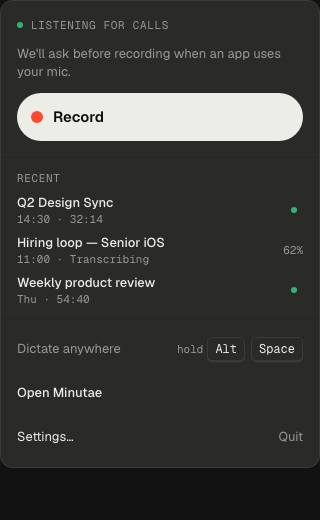 LISTENING FOR CALLS
We'll ask before recording when an app uses
your mic.
Record
RECENT
Q2 Design Sync
14:30 · 32:14
Hiring loop — Senior iOS
11:00 · Transcribing
62%
Weekly product review
Thu · 54:40
Dictate anywhere hold Alt Space
Open Minutae
Settings… Quit